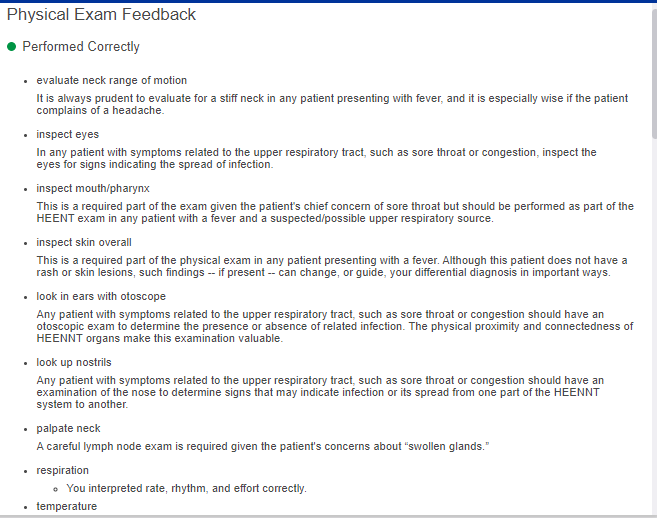 Physical Exam Feedback
Performed Correctly
evaluate neck range of motion
It is always prudent to evaluate for a stiff neck in any patient presenting with fever, and it is especially wise if the patient
complains of a headache.
inspect eyes
In any patient with symptoms related to the upper respiratory tract, such as sore throat or congestion, inspect the
eyes for signs indicating the spread of infection.
inspect mouth/pharynx
This is a required part of the exam given the patient's chief concern of sore throat but should be performed as part of the
HEENT exam in any patient with a fever and a suspected/possible upper respiratory source.
inspect skin overall
This is a required part of the physical exam in any patient presenting with a fever. Although this patient does not have a
rash or skin lesions, such findings -- if present -- can change, or guide, your differential diagnosis in important ways.
look in ears with otoscope
Any patient with symptoms related to the upper respiratory tract, such as sore throat or congestion should have an
otoscopic exam to determine the presence or absence of related infection. The physical proximity and connectedness of
HEENNT organs make this examination valuable.
look up nostrils
Any patient with symptoms related to the upper respiratory tract, such as sore throat or congestion should have an
examination of the nose to determine signs that may indicate infection or its spread from one part of the HEENNT
system to another.
palpate neck
A careful lymph node exam is required given the patient's concerns about “swollen glands.”
respiration
You interpreted rate, rhythm, and effort correctly.
temperature